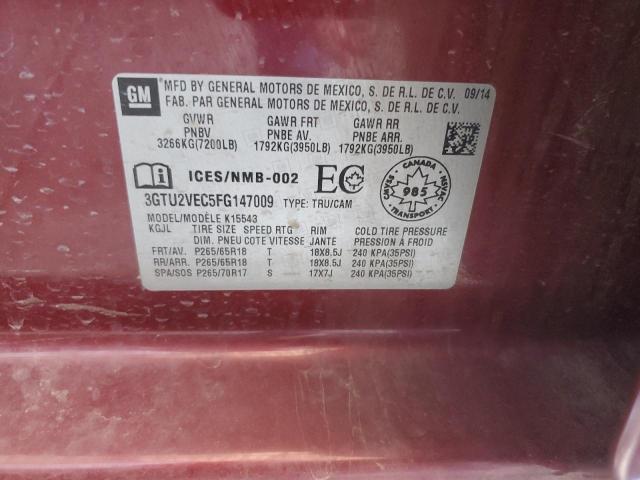 GM
MFD BY GENERAL MOTORS DE MEXICO, S. DE R.L. DE C.V. 09/14
FAB. PAR GENERAL MOTORS DE MEXICO, S. DE R.L. DE C.V.
GVWR GAWR FRT GAWR RR
PNBV PNBE AV. PNBE ARR.
3266KG(7200LB) 1792KG(3950LB) 1792KG(3950LB)
ICES/NMB-002 EC
CANADA
CMVSS NSVAC
985
TRANSPORT
3GTU2VEC5FG147009 TYPE: TRU/CAM
MODEL/MODÈLE K15543
KGJL TIRE SIZE SPEED RTG RIM COLD TIRE PRESSURE
DIM. PNEU COTE VITESSE JANTE PRESSION À FROID
FRT/AV. P265/65R18 T 18X8.5J 240 KPA(35PSI)
RR/ARR. P265/65R18 T 18X8.5J 240 KPA(35PSI)
SPA/SOS P265/70R17 S 17X7J 240 KPA(35PSI)